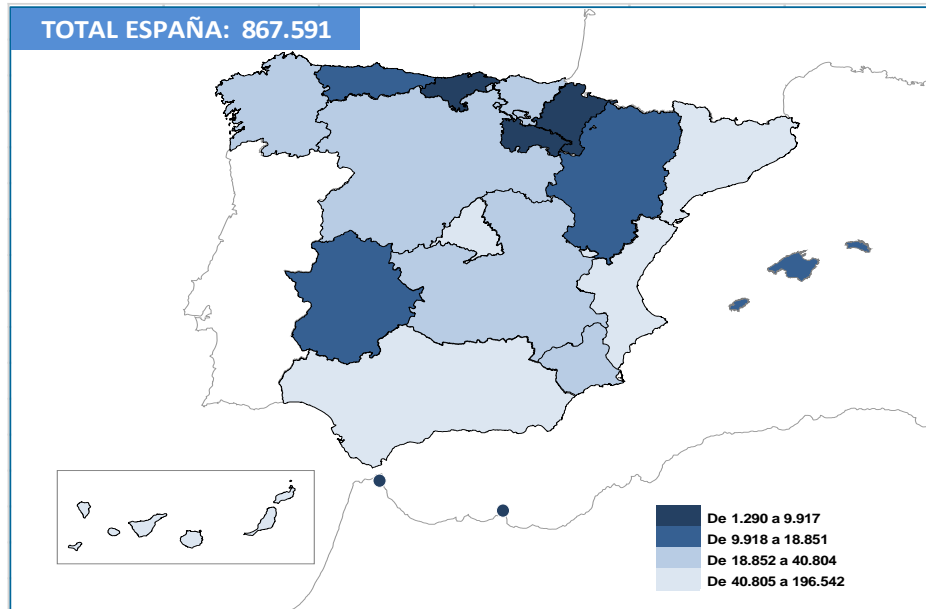 TOTAL ESPAÑA: 867.591
De 1.290 a 9.917
De 9.918 a 18.851
De 18.852 a 40.804
De 40.805 a 196.542